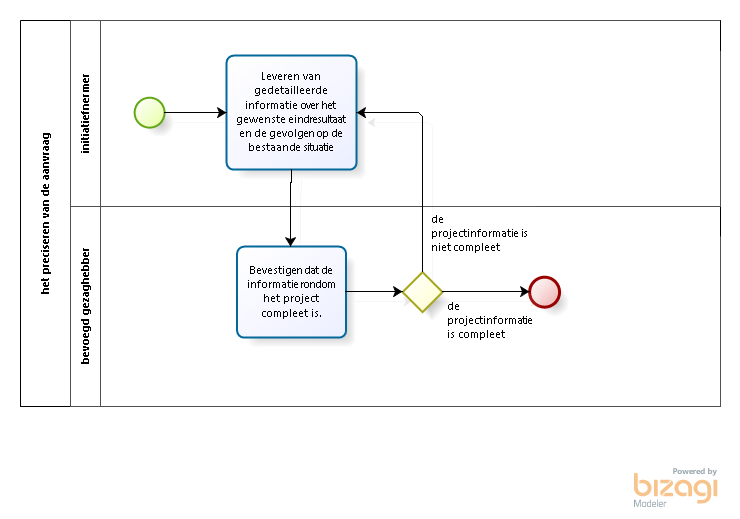 het preciseren van de aanvraag
initiatiefnermer
Leveren van
gedetailleerde
informatie over het
gewenste eindresultaat
en de gevolgen op de
bestaande situatie
bevoegd gezaghebber
Bevestigen dat de
informatie rondom
het project
compleet is.
de
projectinformatie is
niet compleet
de
projectinformatie
is compleet
Powered by
bizagi
Modeler